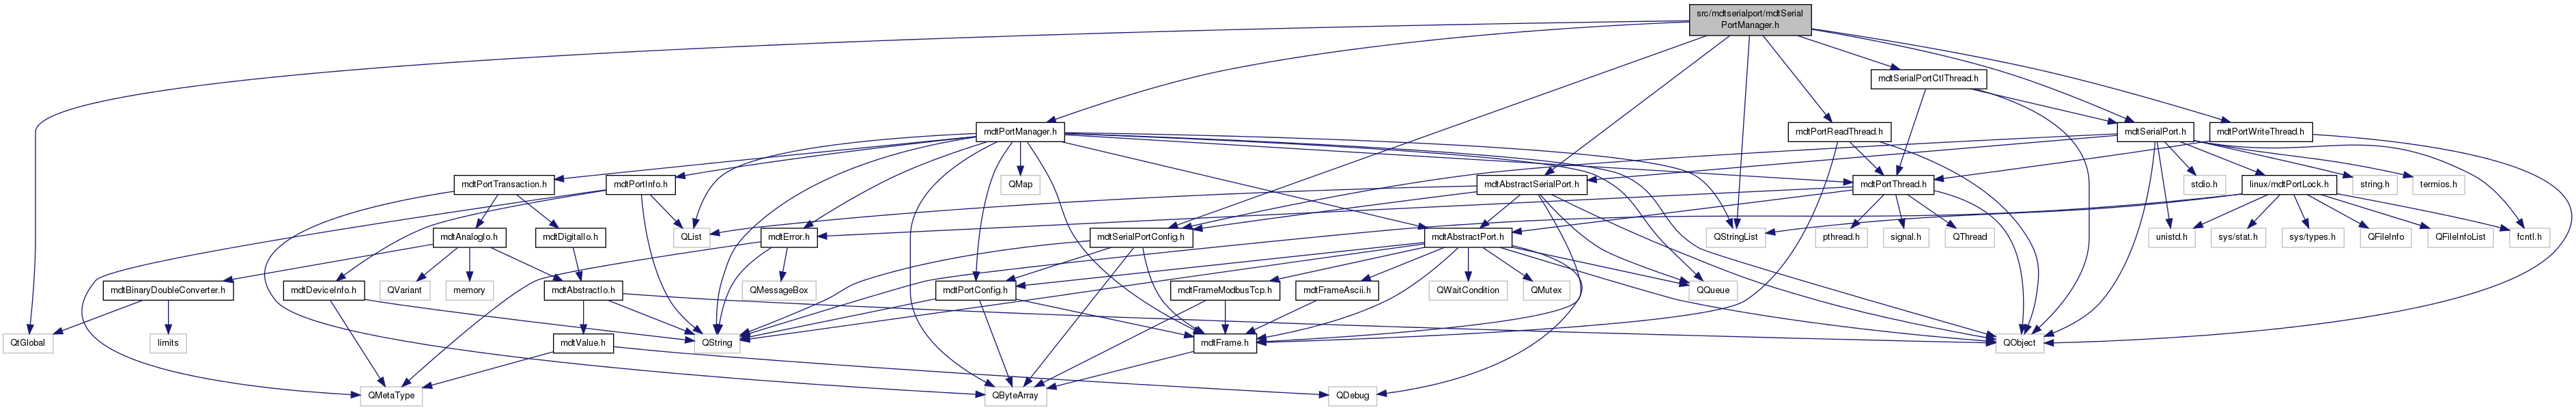 src/mdtserialport/mdtSerial
PortManager.h
mdtSerialPortCtlThread.h
mdtPortManager.h
mdtPortReadThread.h
mdtSerialPort.h
mdtPortWriteThread.h
mdtPortTransaction.h
mdtPortInfo.h
QMap
mdtAbstractSerialPort.h
mdtPortThread.h
stdio.h
linux/mdtPortLock.h
string.h
termios.h
mdtAnalogIo.h
mdtDigitalIo.h
QList
mdtError.h
mdtSerialPortConfig.h
QStringList
mdtAbstractPort.h
pthread.h
signal.h
QThread
unistd.h
sys/stat.h
sys/types.h
QFileInfo
QFileInfoList
fcntl.h
mdtBinaryDoubleConverter.h
mdtDeviceInfo.h
QVariant
memory
mdtAbstractIo.h
QMessageBox
mdtPortConfig.h
mdtFrameModbusTcp.h
mdtFrameAscii.h
QWaitCondition
QMutex
QQueue
QtGlobal
limits
mdtValue.h
QString
mdtFrame.h
QObject
QMetaType
QByteArray
QDebug